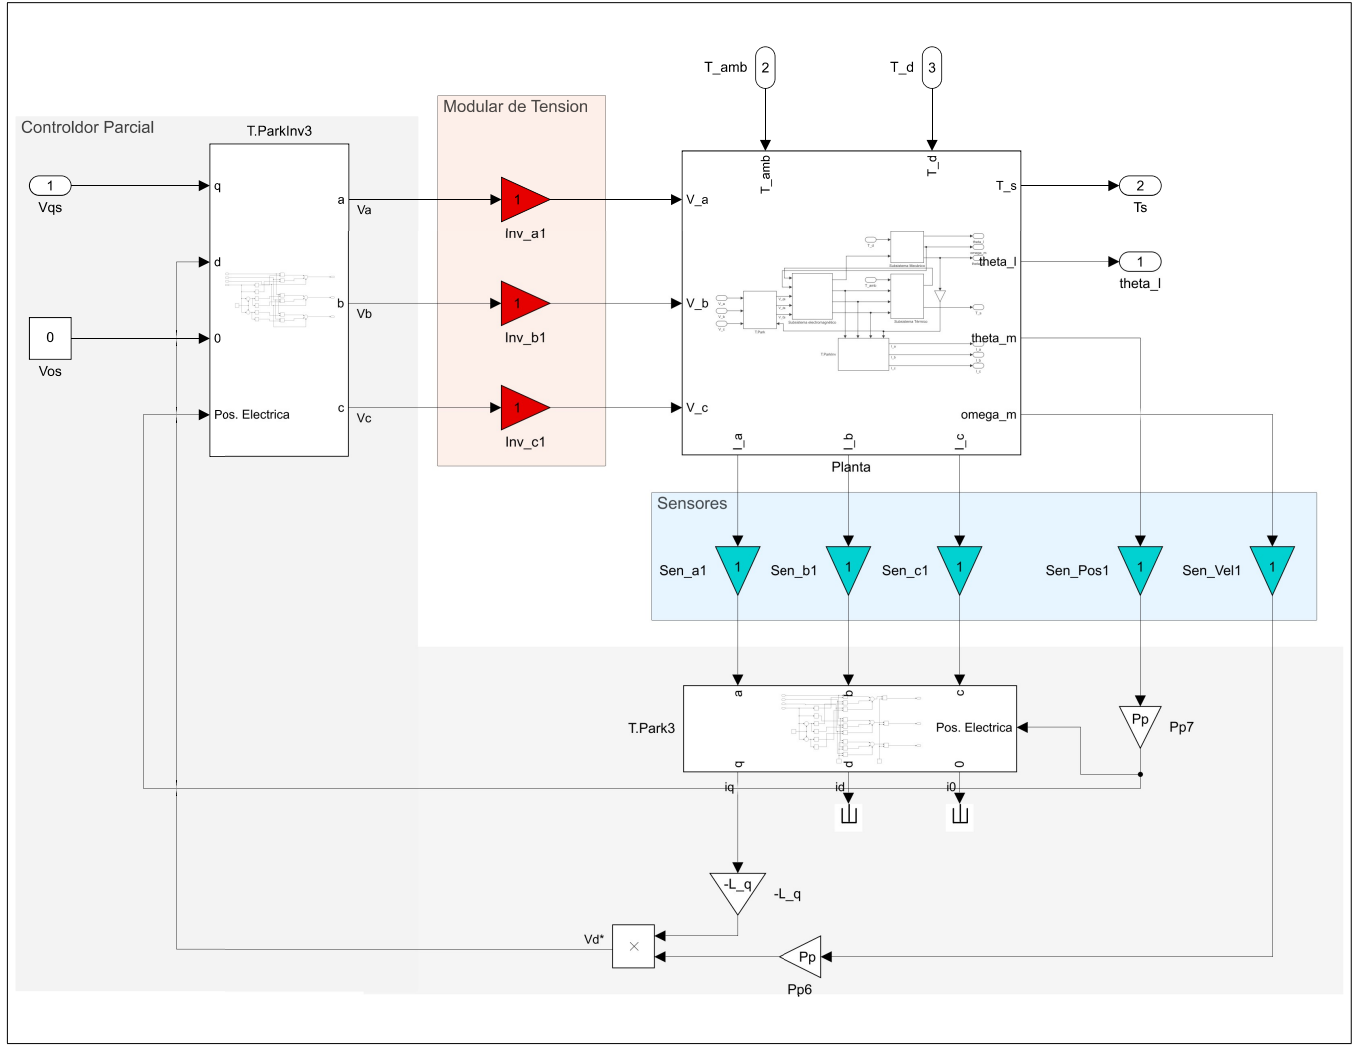 T_amb
2
T_d
3
Modular de Tension
Controldor Parcial
T.ParkInv3
1
Vqs
q
d
0
Pos. Electrica
a
b
c
Va
Vb
Vc
0
Vos
1
Inv_a1
1
Inv_b1
1
Inv_c1
T_amb
T_d
V_a
V_b
V_c
T_s
theta_l
theta_m
omega_m
2
Ts
1
theta_l
I_a
I_b
I_c
Planta
Sensores
Sen_a1
1
Sen_b1
1
Sen_c1
1
Sen_Pos1
1
Sen_Vel1
1
T.Park3
a
b
c
Pos. Electrica
q
d
0
Pp
Pp7
iq
id
i0
-L_q
-L_q
Vd*
×
Pp
Pp6